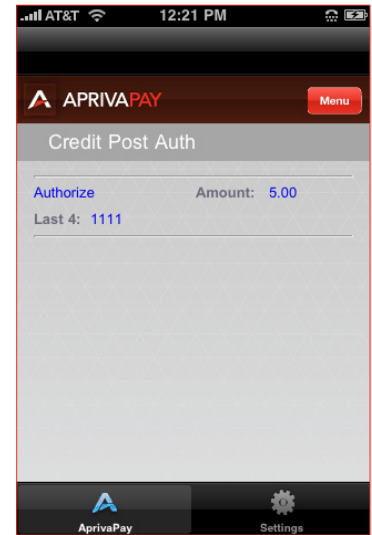 AT&T 12:21 PM
APRIVAPAY Menu
Credit Post Auth
Authorize Amount: 5.00
Last 4: 1111
AprivaPay Settings